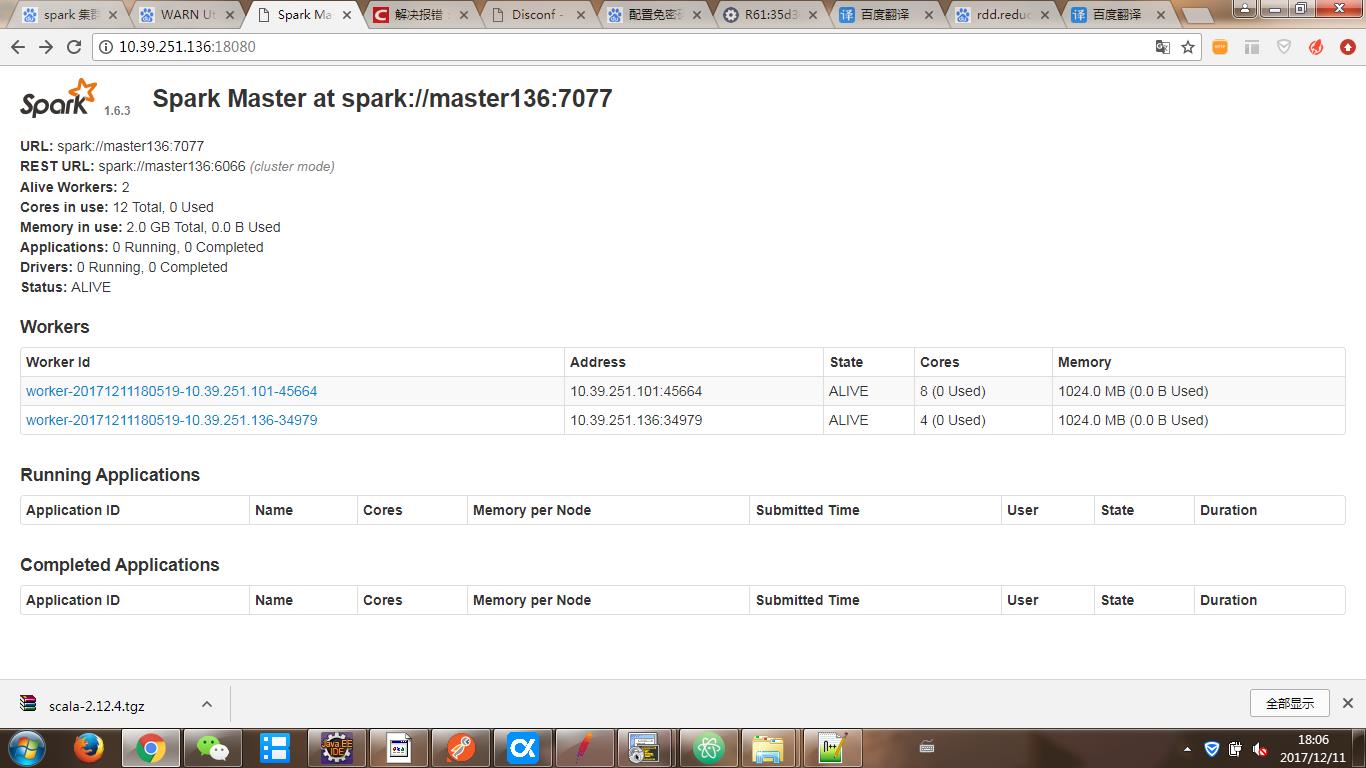 spark 集群
WARN Ut
Spark Ma
解决报错
Disconf -
配置免密
R61:35d3
百度翻译
rdd.reduc
百度翻译
10.39.251.136:18080
Spark 1.6.3 Spark Master at spark://master136:7077
URL: spark://master136:7077
REST URL: spark://master136:6066 (cluster mode)
Alive Workers: 2
Cores in use: 12 Total, 0 Used
Memory in use: 2.0 GB Total, 0.0 B Used
Applications: 0 Running, 0 Completed
Drivers: 0 Running, 0 Completed
Status: ALIVE
Workers
Worker Id Address State Cores Memory
worker-20171211180519-10.39.251.101-45664 10.39.251.101:45664 ALIVE 8 (0 Used) 1024.0 MB (0.0 B Used)
worker-20171211180519-10.39.251.136-34979 10.39.251.136:34979 ALIVE 4 (0 Used) 1024.0 MB (0.0 B Used)
Running Applications
Application ID Name Cores Memory per Node Submitted Time User State Duration
Completed Applications
Application ID Name Cores Memory per Node Submitted Time User State Duration
scala-2.12.4.tgz 全部显示
Java EE
IDE
18:06
2017/12/11